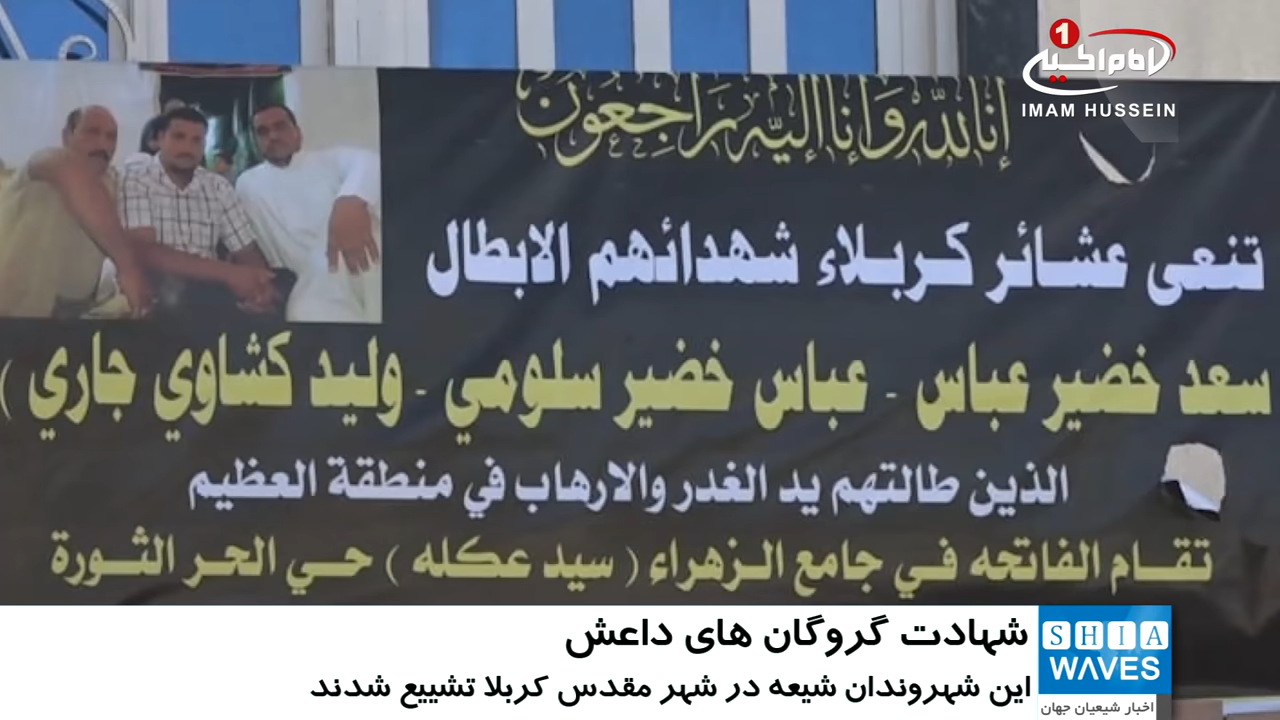 1
امام حسین
IMAM HUSSEIN
إنا لله وإنا إليه راجعون
تنعى عشائر كربلاء شهدائهم الابطال
سعد خضير عباس - عباس خضير سلومي - وليد كشاوي جاري )
الذين طالتهم يد الغدر والارهاب في منطقة العظيم
تقام الفاتحه في جامع الزهراء ( سيد عكله ) حي الحر الثورة
شهادت گروگان های داعش
این شهروندان شیعه در شهر مقدس کربلا تشییع شدند
SHIA
WAVES
اخبار شیعیان جهان